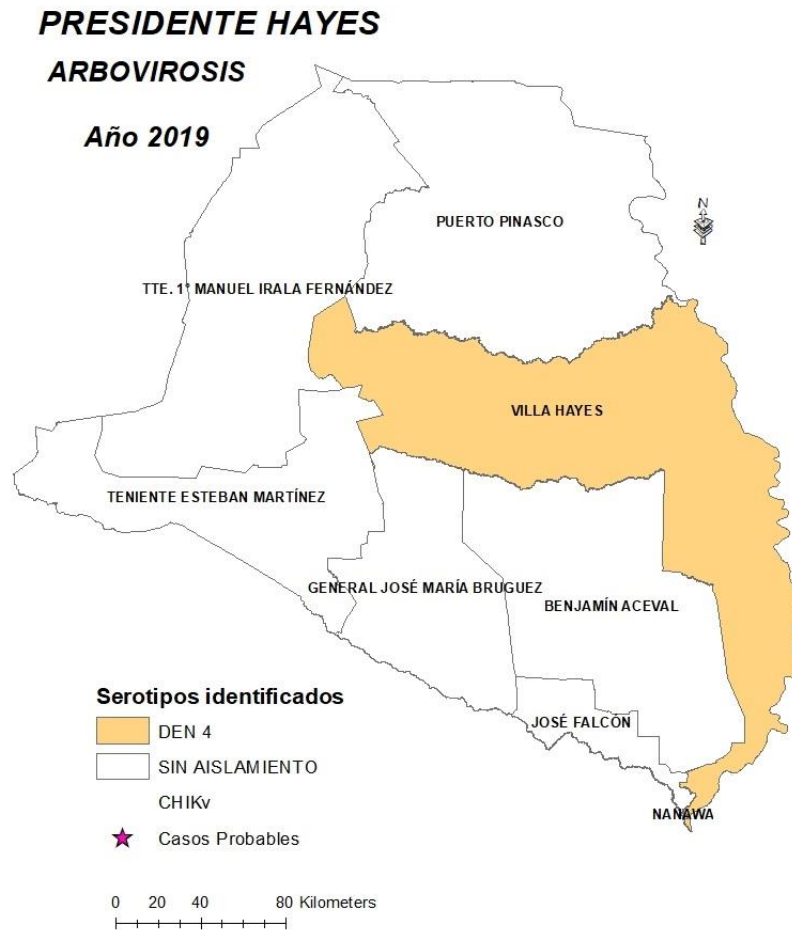 PRESIDENTE HAYES
ARBOVIROSIS
Año 2019
N
PUERTO PINASCO
TTE. 1° MANUEL IRALA FERNÁNDEZ
VILLA HAYES
TENIENTE ESTEBAN MARTÍNEZ
GENERAL JOSÉ MARÍA BRUGUEZ
BENJAMÍN ACEVAL
JOSÉ FALCÓN
NANAWA
Serotipos identificados
DEN 4
SIN AISLAMIENTO
CHIKv
Casos Probables
0 20 40 80 Kilometers